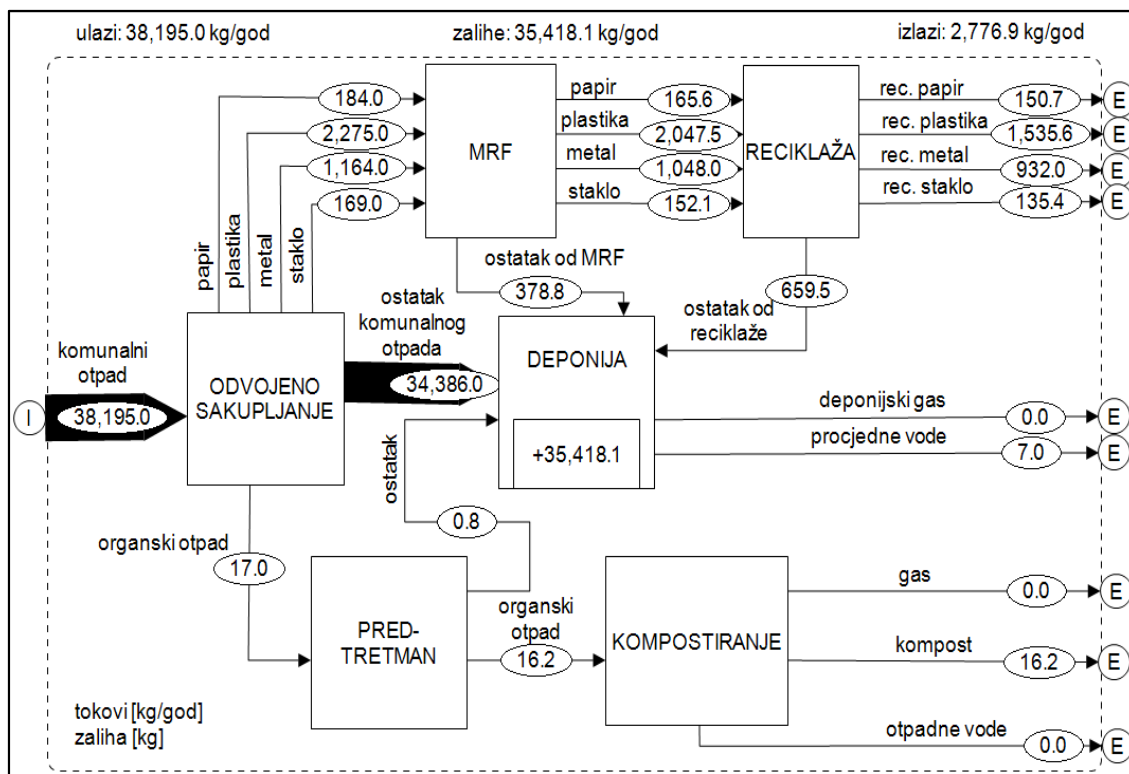 ulazi: 38,195.0 kg/god
zalihe: 35,418.1 kg/god
izlazi: 2,776.9 kg/god
184.0
2,275.0
1,164.0
169.0
MRF
papir
165.6
plastika
2,047.5
metal
1,048.0
staklo
152.1
RECIKLAŽA
rec. papir
150.7
E
rec. plastika
1,535.6
E
rec. metal
932.0
E
rec. staklo
135.4
E
papir
plastika
metal
staklo
ostatak od MRF
378.8
659.5
ostatak od
reciklaže
komunalni
otpad
I
38,195.0
ODVOJENO
SAKUPLJANJE
ostatak
komunalnog
otpada
34,386.0
DEPONIJA
+35,418.1
deponijski gas
0.0
E
procjedne vode
7.0
E
ostatak
0.8
organski otpad
17.0
PRED-
TRETMAN
organski
otpad
16.2
KOMPOSTIRANJE
gas
0.0
E
kompost
16.2
E
otpadne vode
0.0
E
tokovi [kg/god]
zaliha [kg]